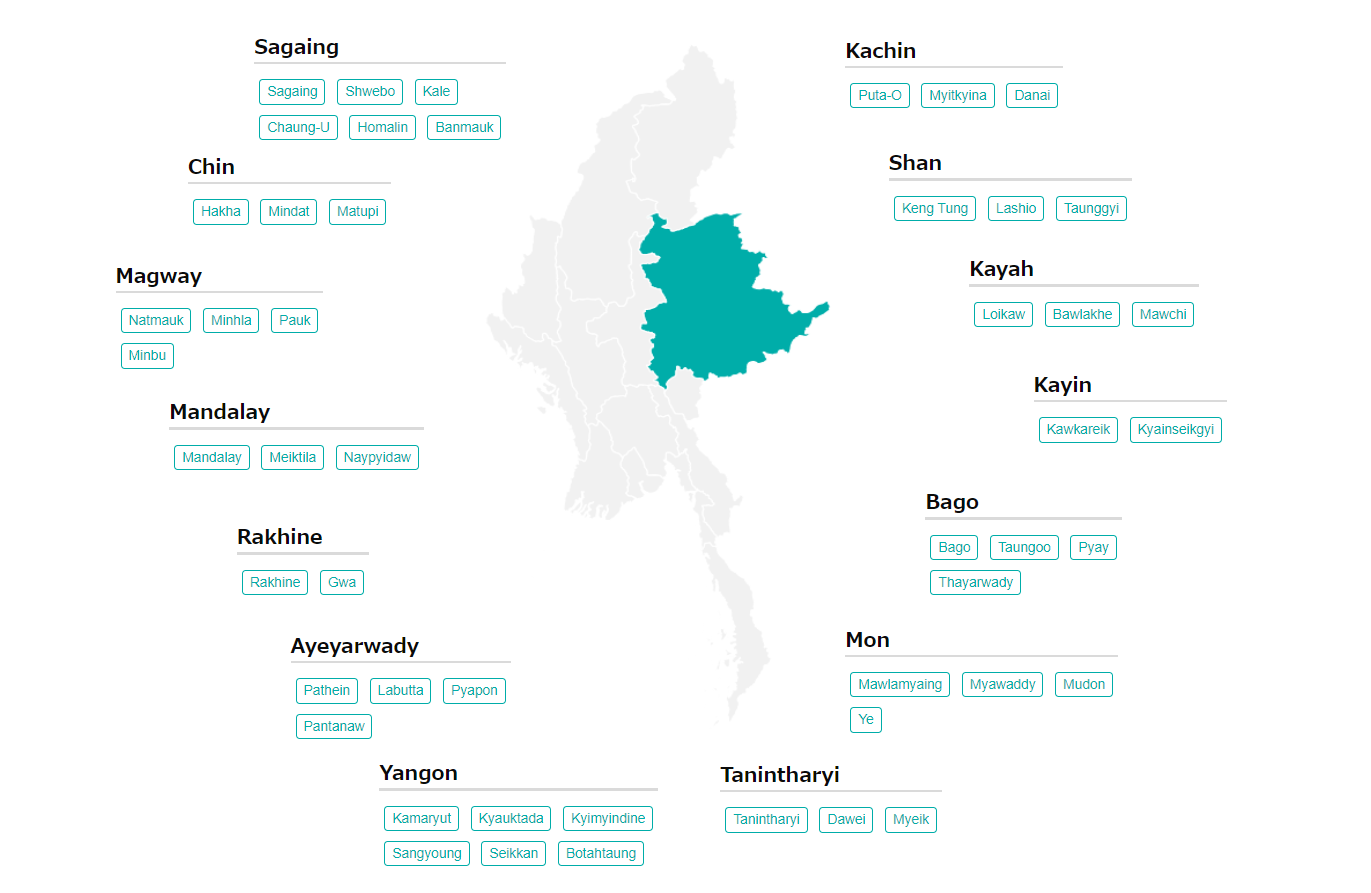 Sagaing
Sagaing Shwebo Kale
Chaung-U Homalin Banmauk
Chin
Hakha Mindat Matupi
Magway
Natmauk Minhla Pauk
Minbu
Mandalay
Mandalay Meiktila Naypyidaw
Rakhine
Rakhine Gwa
Ayeyarwady
Pathein Labutta Pyapon
Pantanaw
Yangon
Kamaryut Kyauktada Kyimyindine
Sangyoung Seikkan Botahtaung
Kachin
Puta-O Myitkyina Danai
Shan
Keng Tung Lashio Taunggyi
Kayah
Loikaw Bawlakhe Mawchi
Kayin
Kawkareik Kyainseikgyi
Bago
Bago Taungoo Pyay
Thayarwady
Mon
Mawlamyaing Myawaddy Mudon
Ye
Tanintharyi
Tanintharyi Dawei Myeik